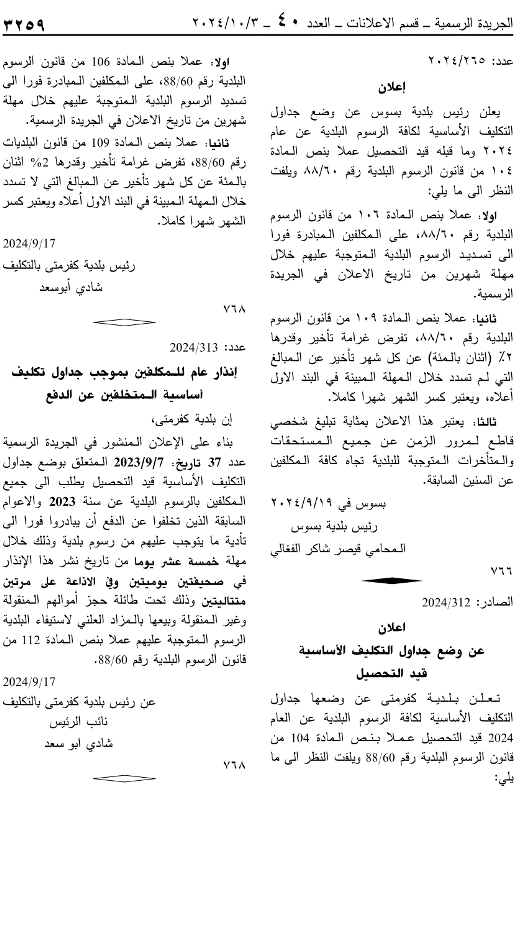 الجريدة الرسمية ـ قسم الاعلانات ـ العدد ٤٠ ـ ٢٠٢٤/١٠/٣
٣٢٥٩
عدد: ٢٠٢٤/٢٦٥
إعلان
يعلن رئيس بلدية بسوس عن وضع جداول
التكليف الأساسية لكافة الرسوم البلدية عن عام
٢٠٢٤ وما قبله قيد التحصيل عملا بنص المادة
١٠٤ من قانون الرسوم البلدية رقم ٨٨/٦٠ ويلفت
النظر الى ما يلي:
اولا: عملا بنص المادة ١٠٦ من قانون الرسوم
البلدية رقم ٨٨/٦٠، على المكلفين المبادرة فورا
الى تسديد الرسوم البلدية المتوجبة عليهم خلال
مهلة شهرين من تاريخ الاعلان في الجريدة
الرسمية.
ثانيا: عملا بنص المادة ١٠٩ من قانون الرسوم
البلدية رقم ٨٨/٦٠، تفرض غرامة تأخير وقدرها
٢٪ (اثنان بالمئة) عن كل شهر تأخير عن المبالغ
التي لم تسدد خلال المهلة المبينة في البند الاول
أعلاه، ويعتبر كسر الشهر شهرا كاملا.
ثالثا: يعتبر هذا الاعلان بمثابة تبليغ شخصي
قاطع لمرور الزمن عن جميع المستحقات
والمتأخرات المتوجبة للبلدية تجاه كافة المكلفين
عن السنين السابقة.
بسوس في ٢٠٢٤/٩/١٩
رئيس بلدية بسوس
المحامي قيصر شاكر الفغالي
٧٦٦
الصادر: 2024/312
اعلان
عن وضع جداول التكليف الأساسية
قيد التحصيل
تعلن بلدية كفرمتى عن وضعها جداول
التكليف الأساسية لكافة الرسوم البلدية عن العام
2024 قيد التحصيل عملا بنص المادة 104 من
قانون الرسوم البلدية رقم 88/60 ويلفت النظر الى ما
يلي:
اولا: عملا بنص المادة 106 من قانون الرسوم
البلدية رقم 88/60، على المكلفين المبادرة فورا الى
تسديد الرسوم البلدية المتوجبة عليهم خلال مهلة
شهرين من تاريخ الاعلان في الجريدة الرسمية.
ثانيا: عملا بنص المادة 109 من قانون البلديات
رقم 88/60، تفرض غرامة تأخير وقدرها 2% اثنان
بالمئة عن كل شهر تأخير عن المبالغ التي لا تسدد
خلال المهلة المبينة في البند الاول أعلاه ويعتبر كسر
الشهر شهرا كاملا.
2024/9/17
رئيس بلدية كفرمتى بالتكليف
شادي أبوسعد
٧٦٨
عدد: 2024/313
إنذار عام للمكلفين بموجب جداول تكليف
أساسية المتخلفين عن الدفع
إن بلدية كفرمتى،
بناء على الإعلان المنشور في الجريدة الرسمية
عدد 37 تاريخ: 2023/9/7 المتعلق بوضع جداول
التكليف الأساسية قيد التحصيل يطلب الى جميع
المكلفين بالرسوم البلدية عن سنة 2023 والاعوام
السابقة الذين تخلفوا عن الدفع أن يبادروا فورا الى
تأدية ما يتوجب عليهم من رسوم بلدية وذلك خلال
مهلة خمسة عشر يوما من تاريخ نشر هذا الإنذار
في صحيفتين يوميتين وفي الاذاعة على مرتين
متتاليتين وذلك تحت طائلة حجز أموالهم المنقولة
وغير المنقولة وبيعها بالمزاد العلني لاستيفاء البلدية
الرسوم المتوجبة عليهم عملا بنص المادة 112 من
قانون الرسوم البلدية رقم 88/60.
2024/9/17
عن رئيس بلدية كفرمتى بالتكليف
نائب الرئيس
شادي ابو سعد
٧٦٨